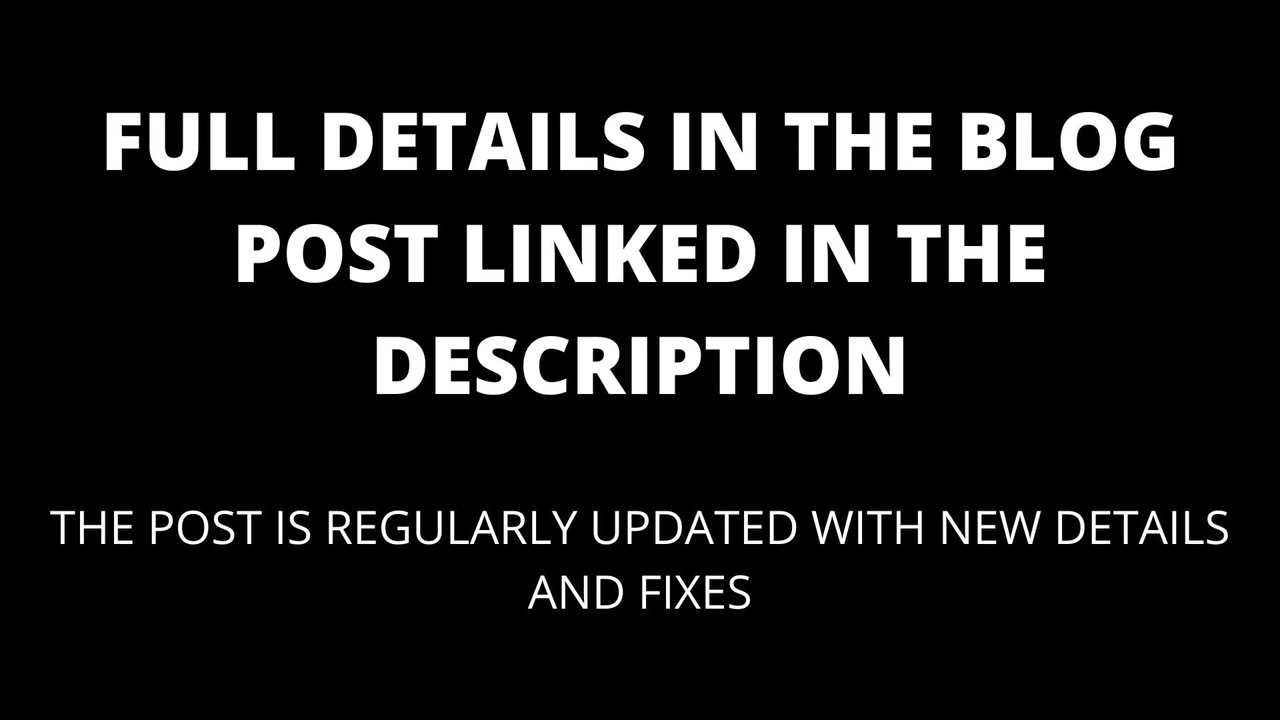 FULL DETAILS IN THE BLOG
POST LINKED IN THE
DESCRIPTION
THE POST IS REGULARLY UPDATED WITH NEW DETAILS
AND FIXES